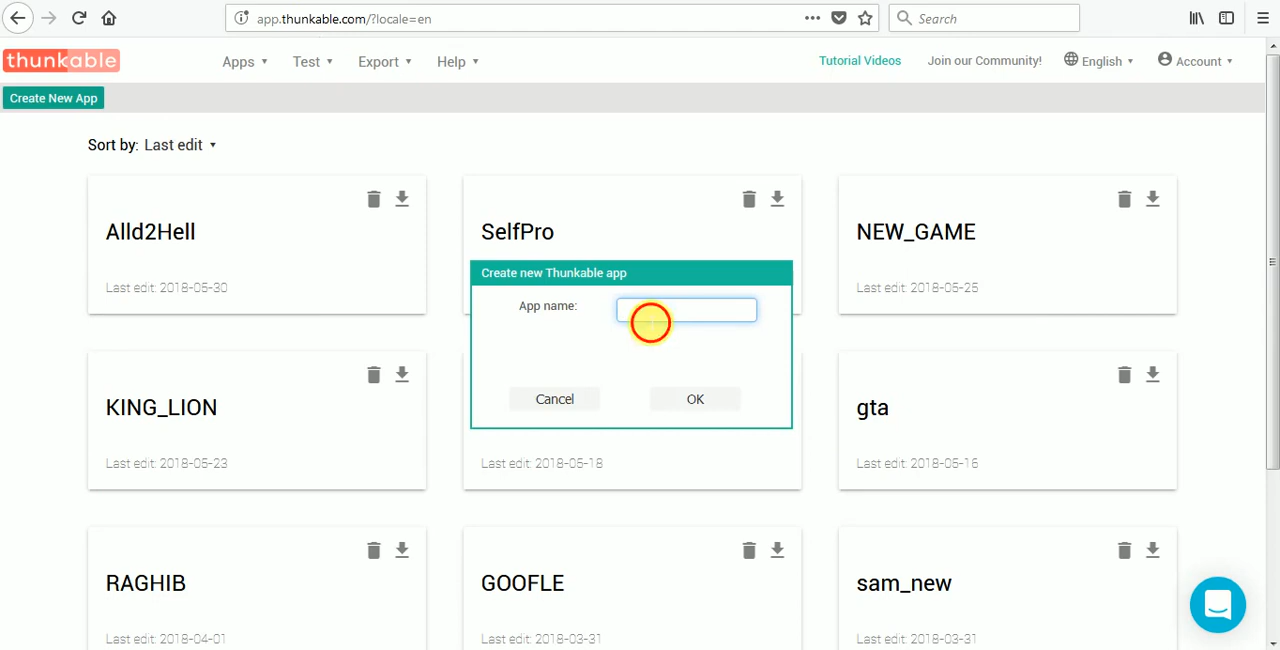 app.thunkable.com/?locale=en
Search
thunkable
Apps
Test
Export
Help
Tutorial Videos
Join our Community!
English
Account
Create New App
Sort by: Last edit
Alld2Hell
Last edit: 2018-05-30
SelfPro
NEW_GAME
Last edit: 2018-05-25
Create new Thunkable app
App name:
Cancel
OK
KING_LION
Last edit: 2018-05-23
Last edit: 2018-05-18
gta
Last edit: 2018-05-16
RAGHIB
Last edit: 2018-04-01
GOOFLE
Last edit: 2018-03-31
sam_new
Last edit: 2018-03-31